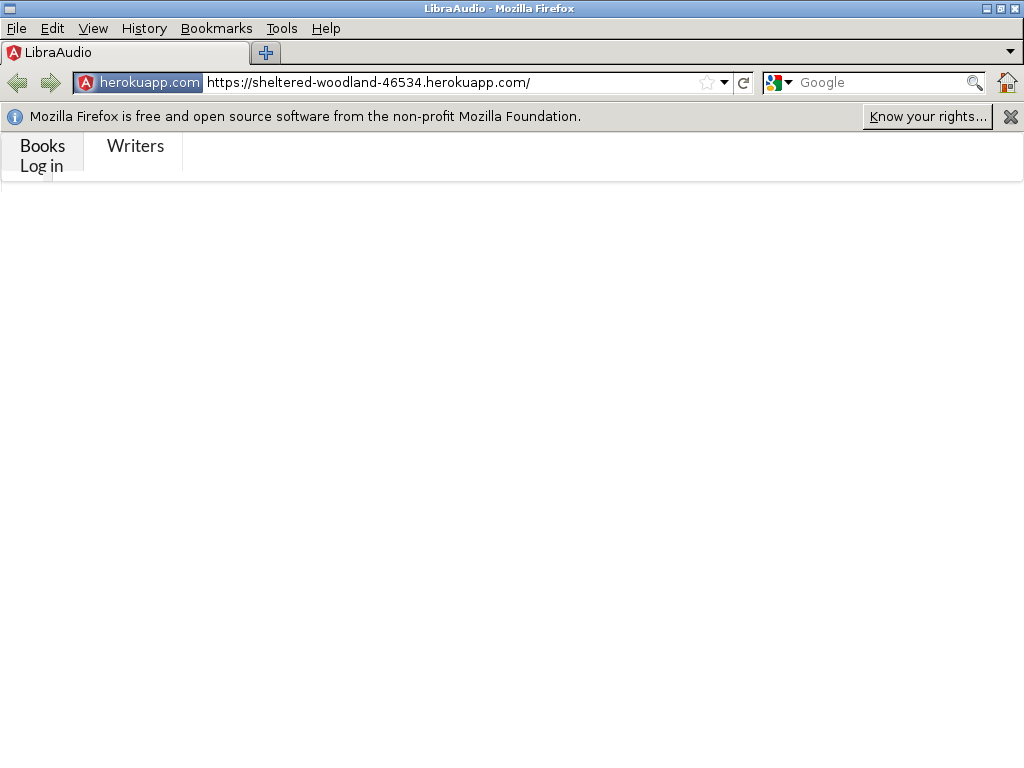 LibraAudio - Mozilla Firefox
File Edit View History Bookmarks Tools Help
LibraAudio
herokuapp.com https://sheltered-woodland-46534.herokuapp.com/ Google
Mozilla Firefox is free and open source software from the non-profit Mozilla Foundation. Know your rights...
Books Writers
Log in